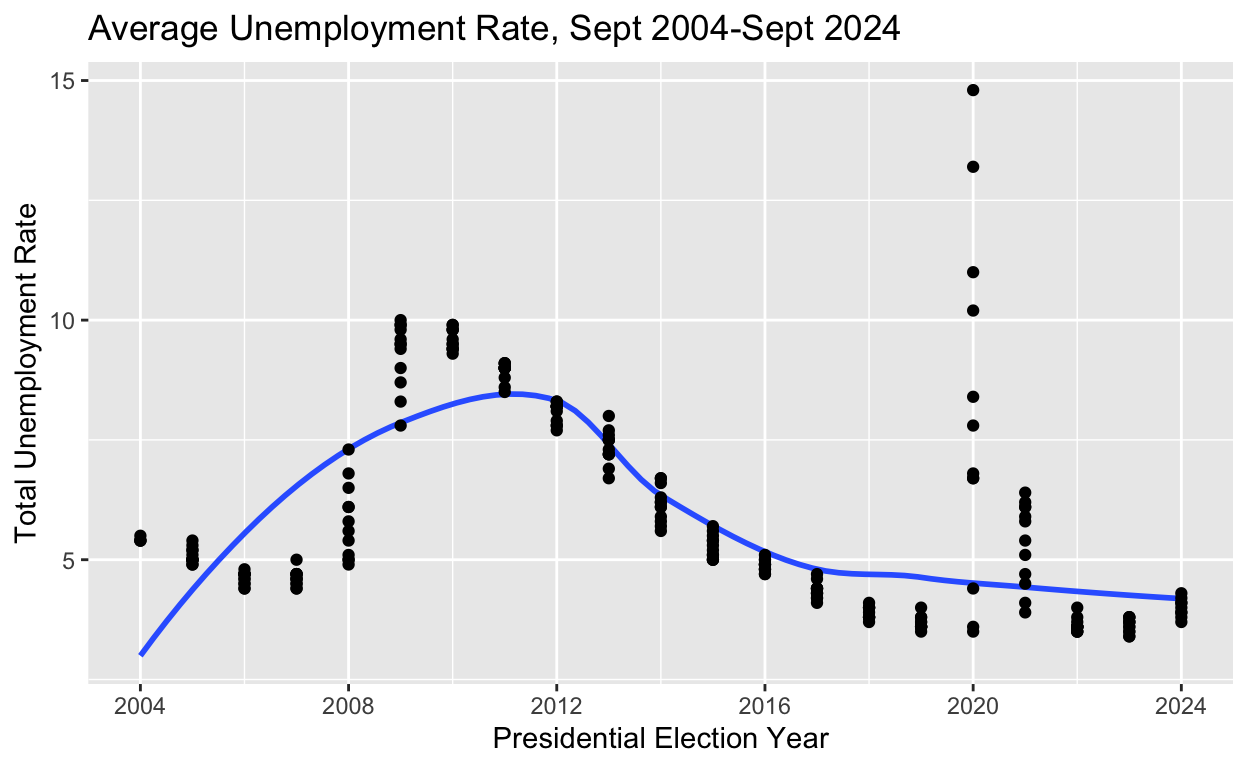 Average Unemployment Rate, Sept 2004-Sept 2024
Total Unemployment Rate
15
10
5
2004 2008 2012 2016 2020 2024
Presidential Election Year